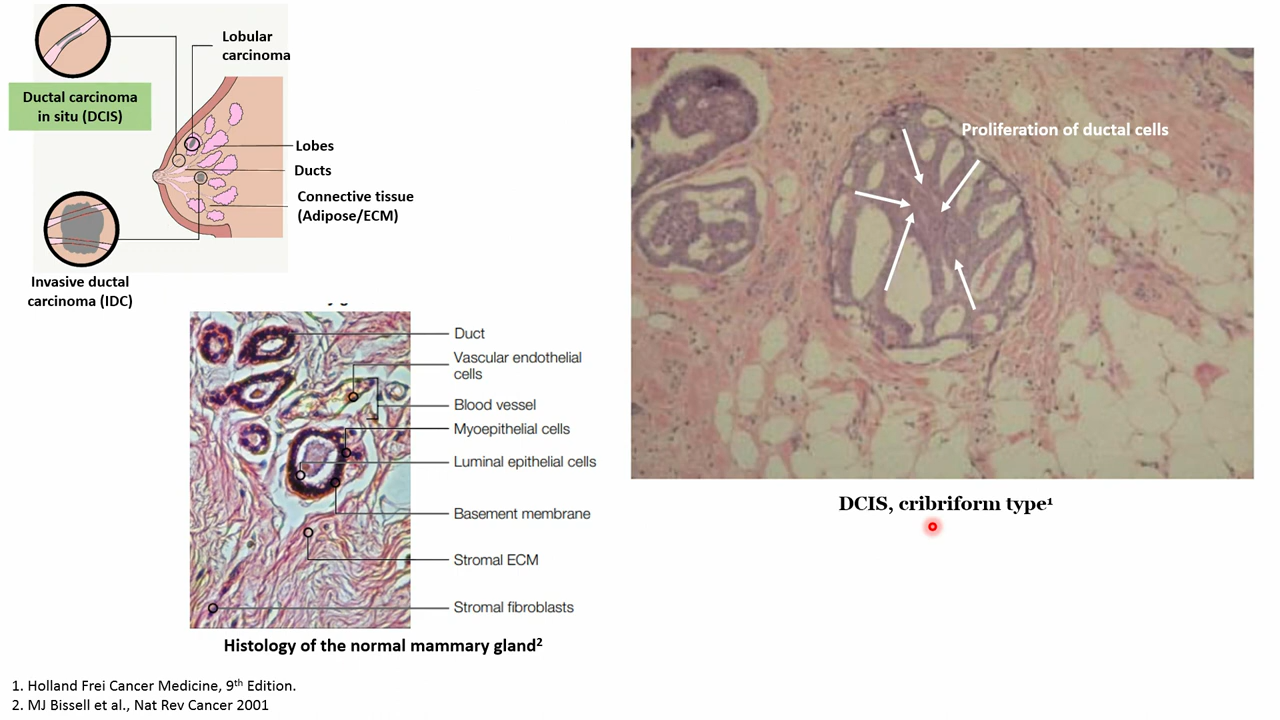 Lobular
carcinoma
Ductal carcinoma
in situ (DCIS)
Lobes
Ducts
Connective tissue
(Adipose/ECM)
Invasive ductal
carcinoma (IDC)
Duct
Vascular endothelial
cells
Blood vessel
Myoepithelial cells
Luminal epithelial cells
Basement membrane
Stromal ECM
Stromal fibroblasts
Histology of the normal mammary gland²
Proliferation of ductal cells
DCIS, cribriform type¹
1. Holland Frei Cancer Medicine, 9th Edition.
2. MJ Bissell et al., Nat Rev Cancer 2001